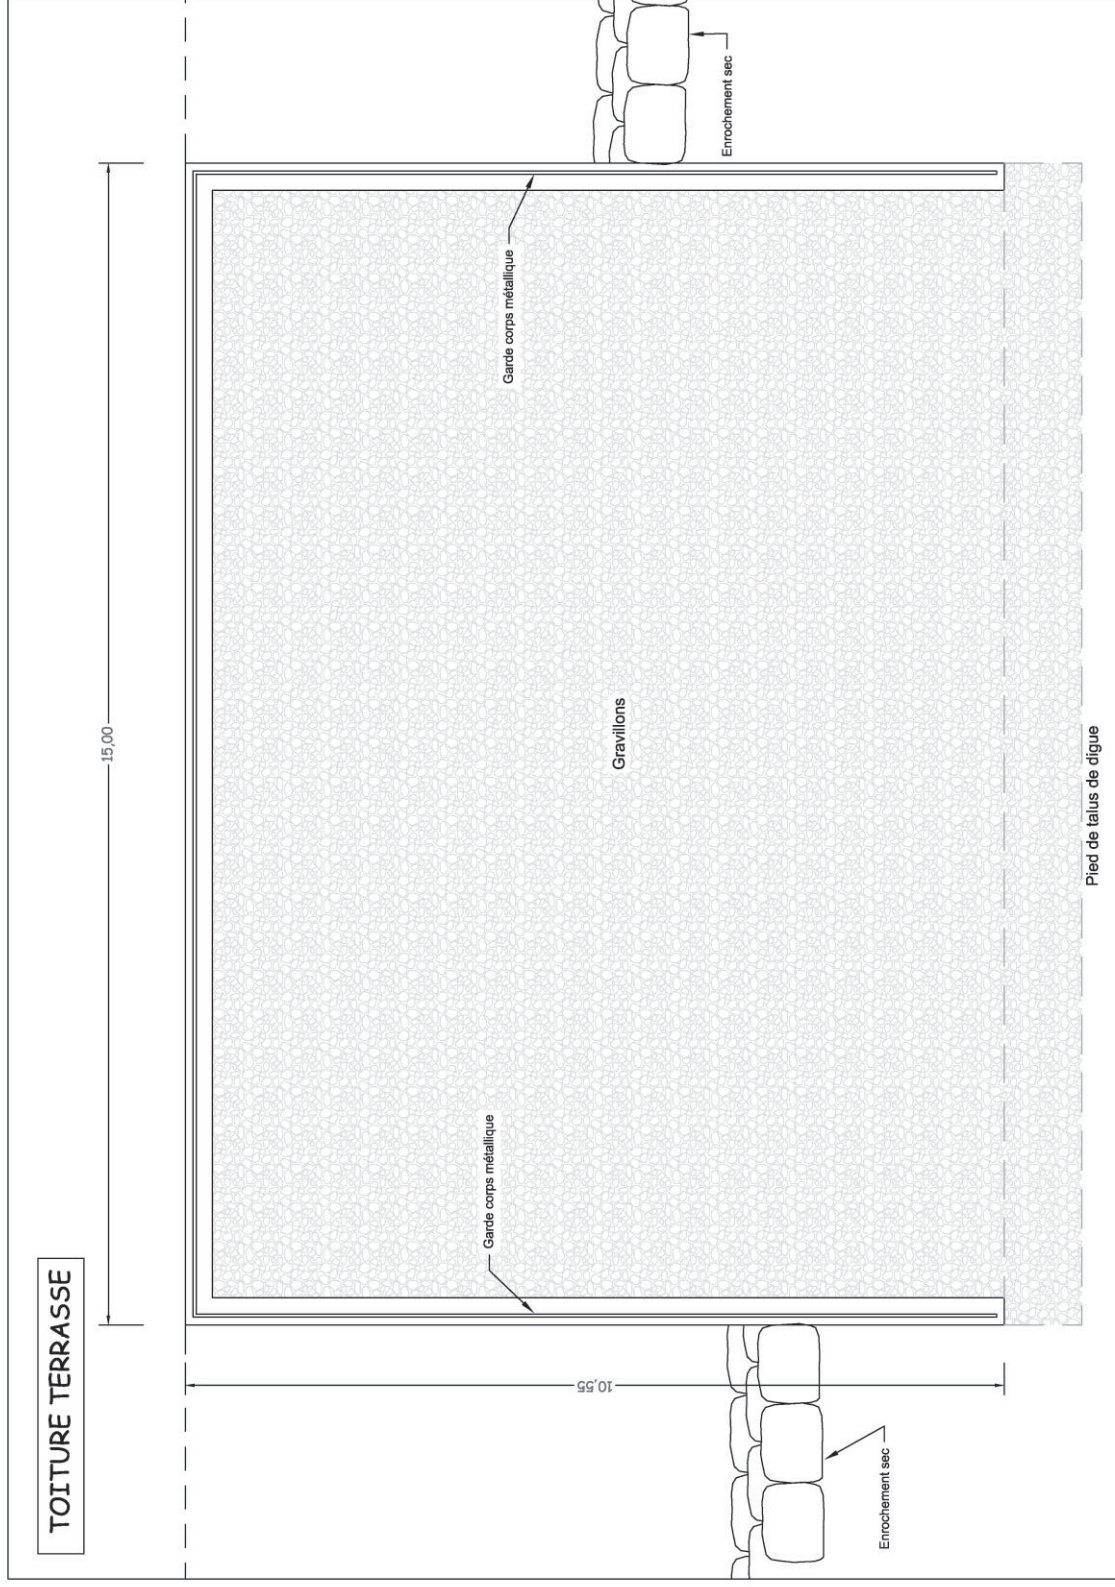 TOITURE TERRASSE
15,00
Garde corps métallique
Garde corps métallique
10,55
Gravillons
Enrochement sec
Enrochement sec
Pied de talus de digue